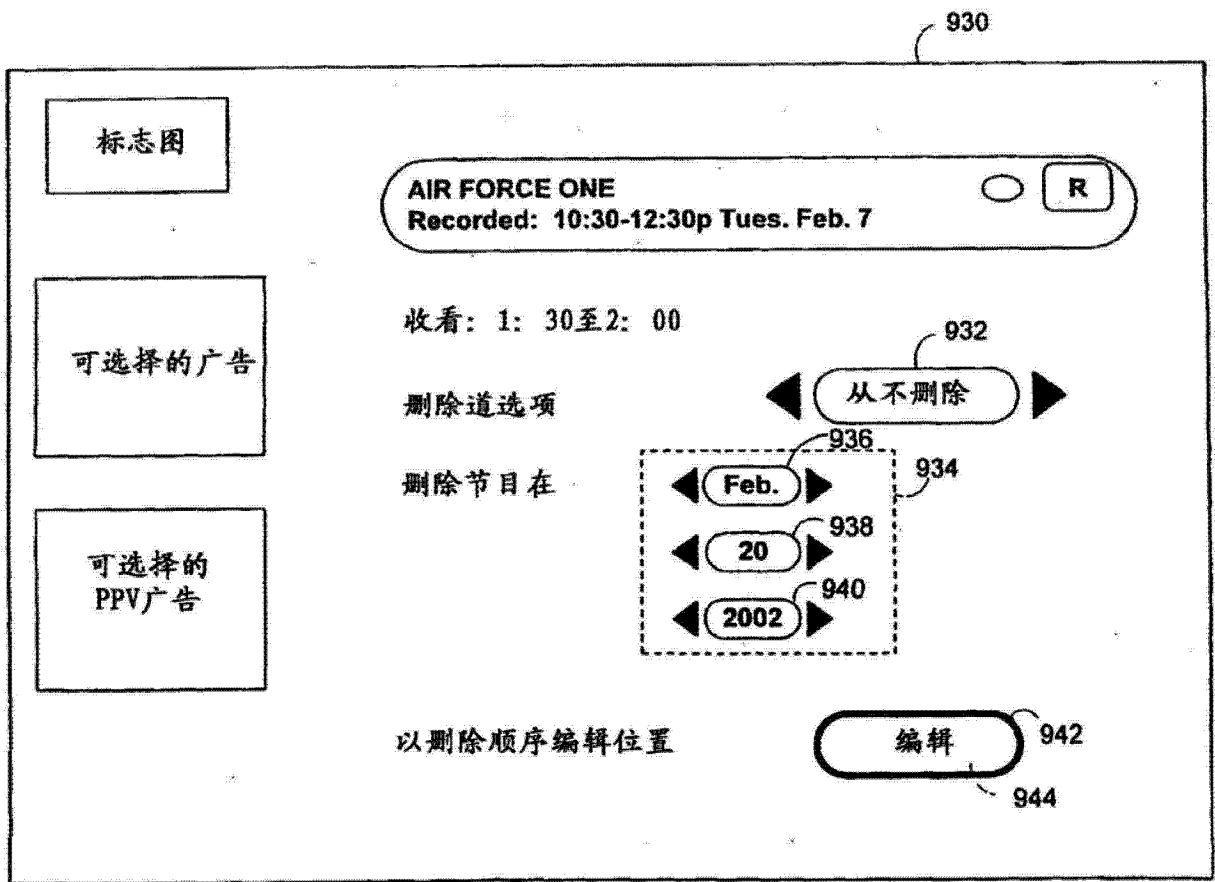 930
标志图
AIR FORCE ONE
R
Recorded: 10:30-12:30p Tues. Feb. 7
收看: 1: 30至2: 00
可选择的广告
932
删除道选项
从不删除
936
934
删除节目在
Feb.
938
20
940
2002
可选择的
PPV广告
以删除顺序编辑位置
编辑
942
944